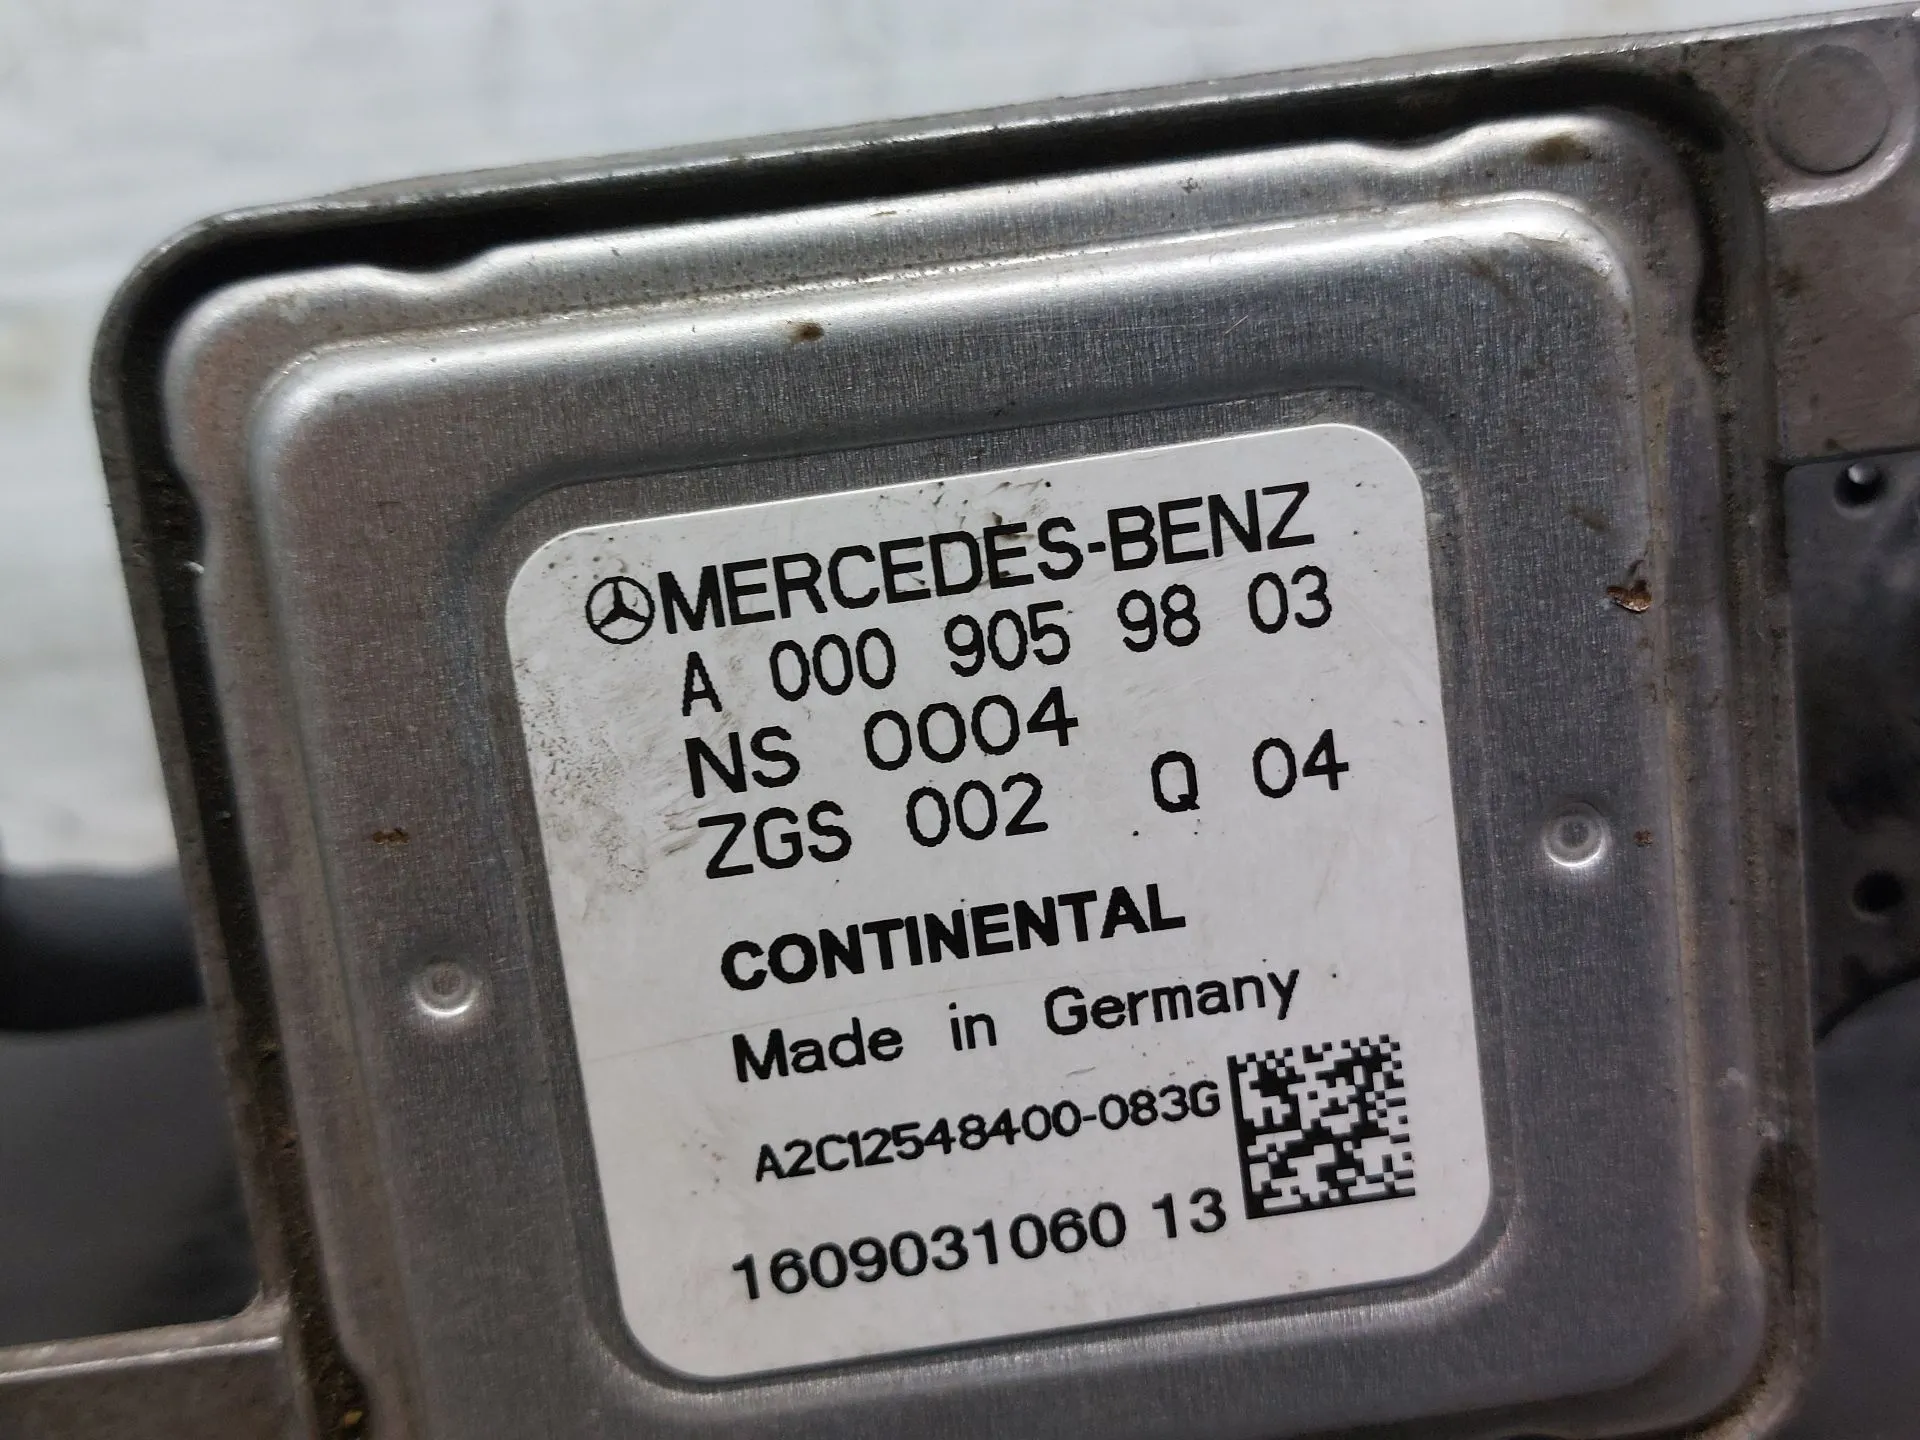 MERCEDES-BENZ
A 000 905 98 03
NS 0004
ZGS 002 Q 04
CONTINENTAL
Made in Germany
A2C12548400-083G
1609031060 13